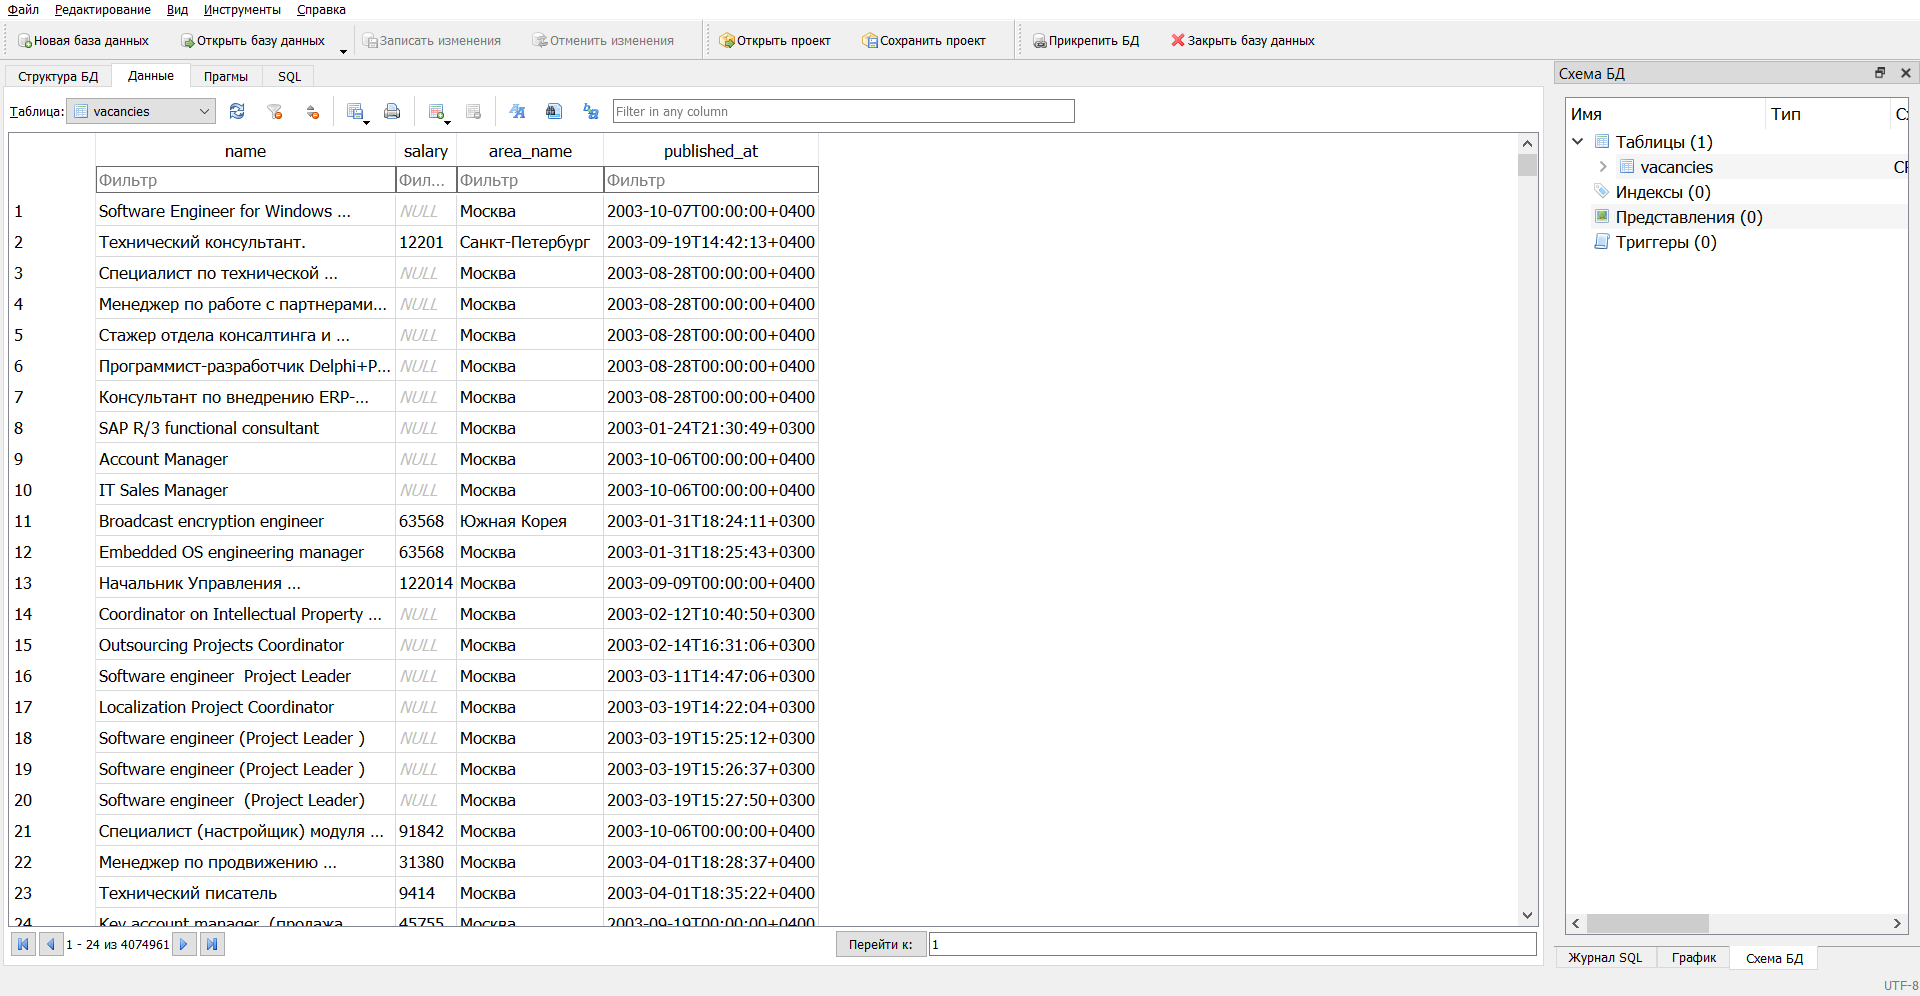 Файл Редактирование Вид Инструменты Справка
Новая база данных Открыть базу данных Записать изменения Отменить изменения Открыть проект Сохранить проект Прикрепить БД Закрыть базу данных
Структура БД Данные Прагмы SQL
Таблица: vacancies Filter in any column
name salary area_name published_at
Фильтр Фил... Фильтр Фильтр
1 Software Engineer for Windows ... NULL Москва 2003-10-07T00:00:00+0400
2 Технический консультант. 12201 Санкт-Петербург 2003-09-19T14:42:13+0400
3 Специалист по технической ... NULL Москва 2003-08-28T00:00:00+0400
4 Менеджер по работе с партнерами... NULL Москва 2003-08-28T00:00:00+0400
5 Стажер отдела консалтинга и ... NULL Москва 2003-08-28T00:00:00+0400
6 Программист-разработчик Delphi+P... NULL Москва 2003-08-28T00:00:00+0400
7 Консультант по внедрению ERP-... NULL Москва 2003-08-28T00:00:00+0400
8 SAP R/3 functional consultant NULL Москва 2003-01-24T21:30:49+0300
9 Account Manager NULL Москва 2003-10-06T00:00:00+0400
10 IT Sales Manager NULL Москва 2003-10-06T00:00:00+0400
11 Broadcast encryption engineer 63568 Южная Корея 2003-01-31T18:24:11+0300
12 Embedded OS engineering manager 63568 Москва 2003-01-31T18:25:43+0300
13 Начальник Управления ... 122014 Москва 2003-09-09T00:00:00+0400
14 Coordinator on Intellectual Property ... NULL Москва 2003-02-12T10:40:50+0300
15 Outsourcing Projects Coordinator NULL Москва 2003-02-14T16:31:06+0300
16 Software engineer  Project Leader NULL Москва 2003-03-11T14:47:06+0300
17 Localization Project Coordinator NULL Москва 2003-03-19T14:22:04+0300
18 Software engineer (Project Leader ) NULL Москва 2003-03-19T15:25:12+0300
19 Software engineer (Project Leader ) NULL Москва 2003-03-19T15:26:37+0300
20 Software engineer  (Project Leader) NULL Москва 2003-03-19T15:27:50+0300
21 Специалист (настройщик) модуля ... 91842 Москва 2003-10-06T00:00:00+0400
22 Менеджер по продвижению ... 31380 Москва 2003-04-01T18:28:37+0400
23 Технический писатель 9414 Москва 2003-04-01T18:35:22+0400
24 Key account manager  (продажа 45755 Москва 2003-09-19T00:00:00+0400
1 - 24 из 4074961 Перейти к: 1
Схема БД
Имя Тип
Таблицы (1)
vacancies
Индексы (0)
Представления (0)
Триггеры (0)
Журнал SQL График Схема БД
UTF-8